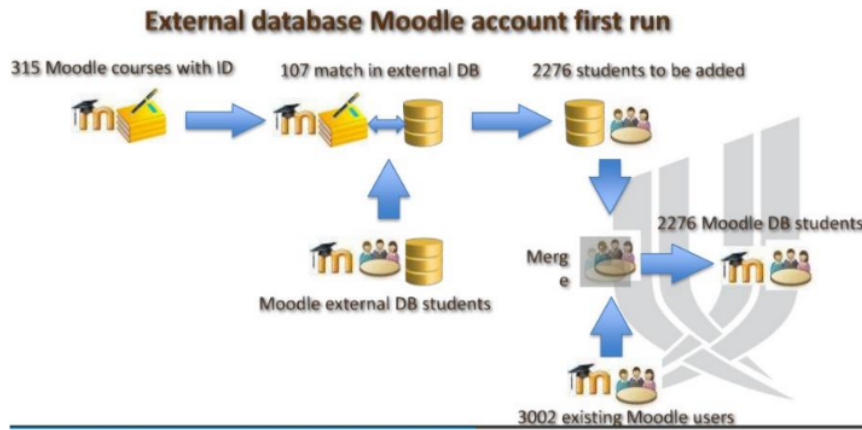 External database Moodle account first run
315 Moodle courses with ID
107 match in external DB
2276 students to be added
2276 Moodle DB students
Merg
e
Moodle external DB students
3002 existing Moodle users